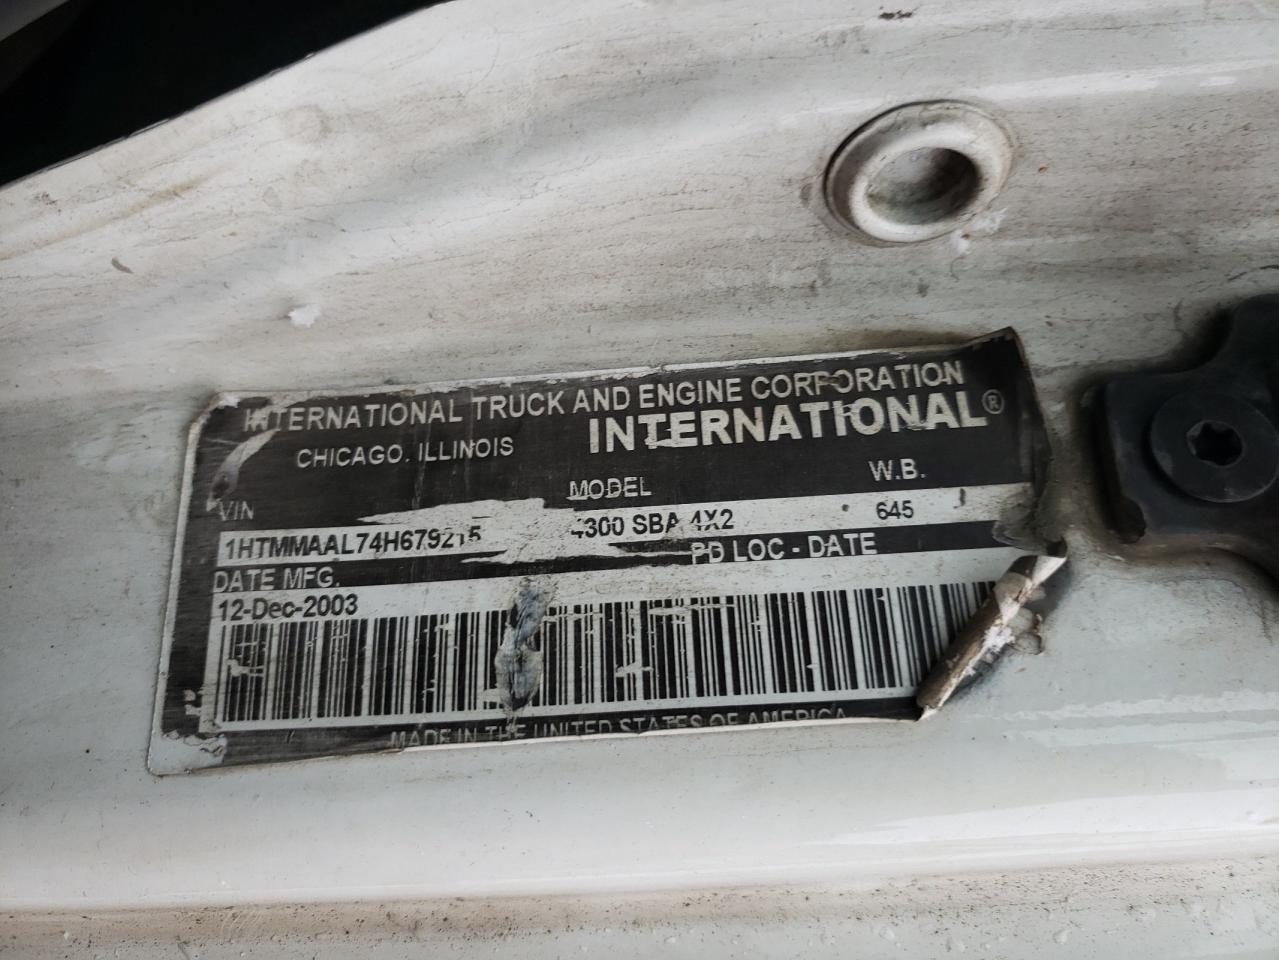 INTERNATIONAL TRUCK AND ENGINE CORPORATION
CHICAGO, ILLINOIS INTERNATIONAL®
VIN MODEL W.B.
1HTMMAAL74H679215 4300 SBA 4X2 645
DATE MFG. PD LOC - DATE
12-Dec-2003
MADE IN THE UNITED STATES OF AMERICA